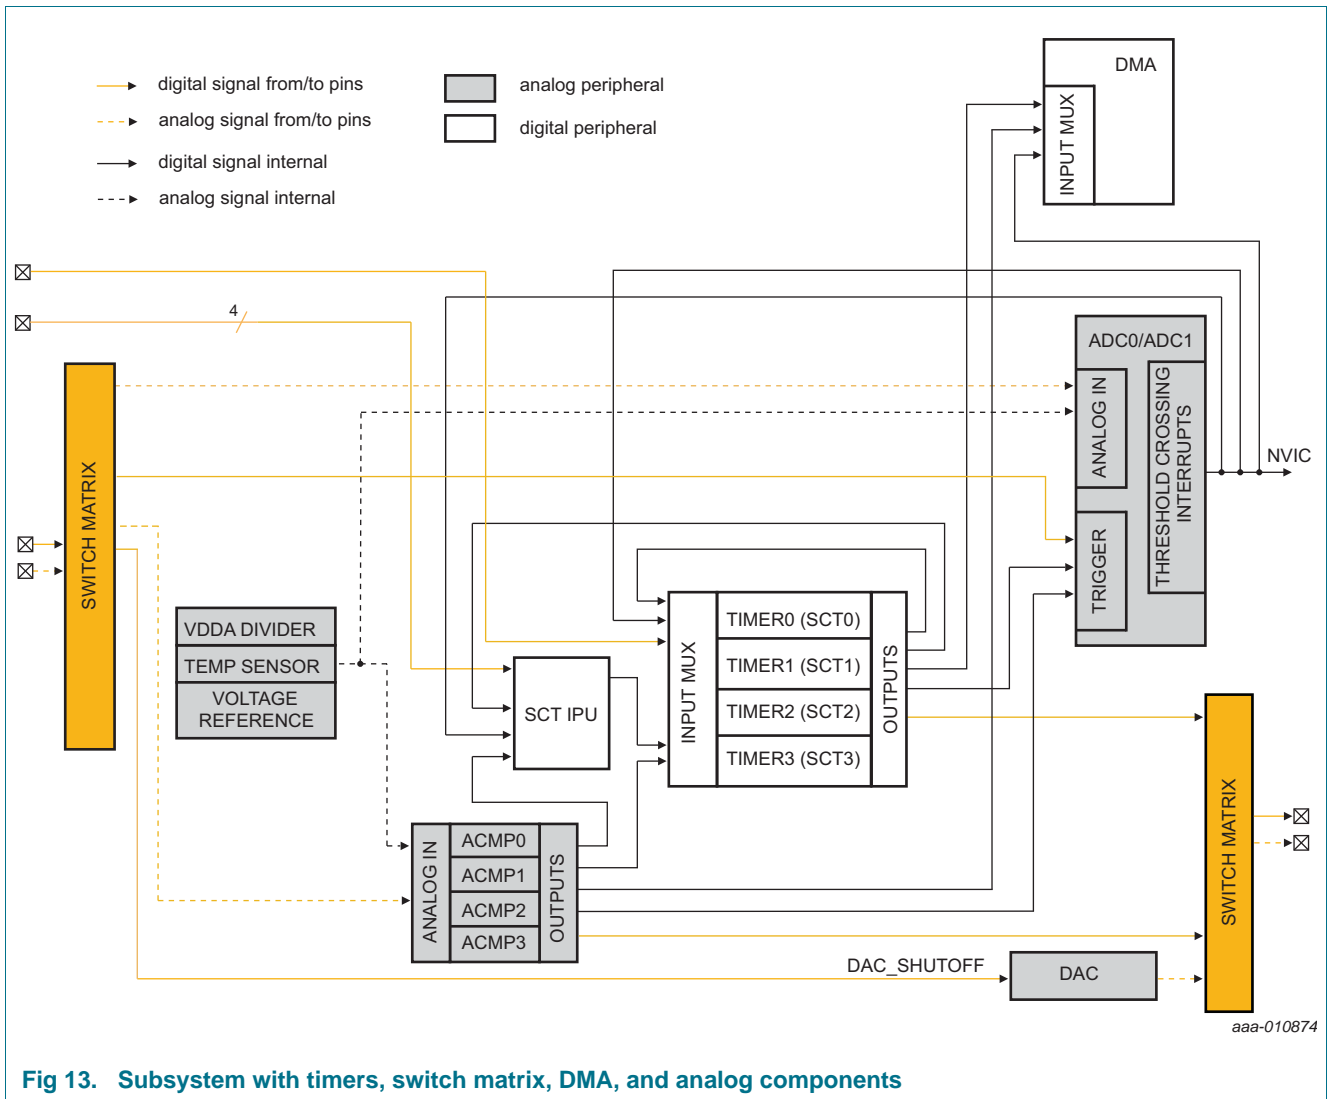 DMA
INPUT MUX
digital signal from/to pins
analog signal from/to pins
digital signal internal
analog signal internal
analog peripheral
digital peripheral
4
ADC0/ADC1
ANALOG IN
THRESHOLD CROSSING
INTERRUPTS
TRIGGER
NVIC
SWITCH MATRIX
VDDA DIVIDER
TEMP SENSOR
VOLTAGE
REFERENCE
SCT IPU
INPUT MUX
TIMER0 (SCT0)
TIMER1 (SCT1)
TIMER2 (SCT2)
TIMER3 (SCT3)
OUTPUTS
ANALOG IN
ACMP0
ACMP1
ACMP2
ACMP3
OUTPUTS
SWITCH MATRIX
DAC_SHUTOFF
DAC
aaa-010874
Fig 13. Subsystem with timers, switch matrix, DMA, and analog components